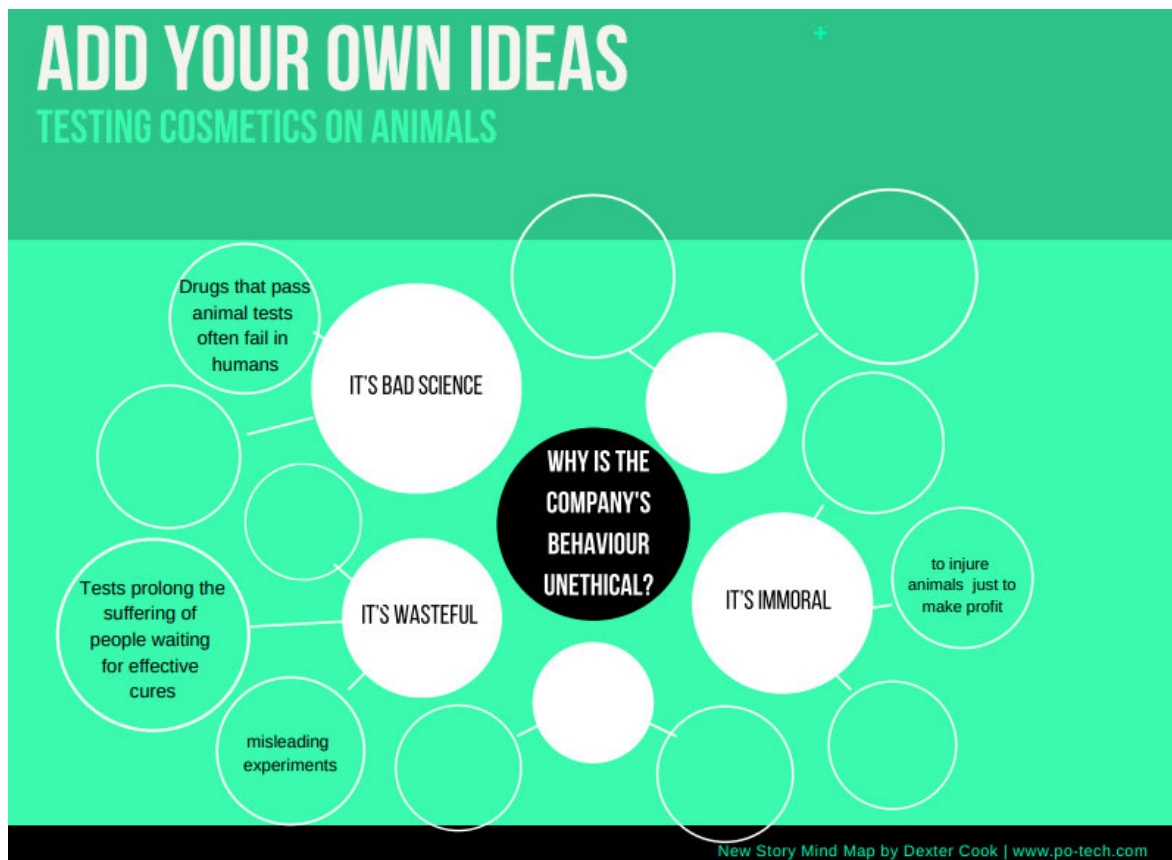 ADD YOUR OWN IDEAS
TESTING COSMETICS ON ANIMALS
Drugs that pass
animal tests
often fail in
humans
IT'S BAD SCIENCE
WHY IS THE
COMPANY'S
BEHAVIOUR
UNETHICAL?
Tests prolong the
suffering of
people waiting
for effective
cures
IT'S WASTEFUL
IT'S IMMORAL
to injure
animals just to
make profit
misleading
experiments
New Story Mind Map by Dexter Cook | www.po-tech.com